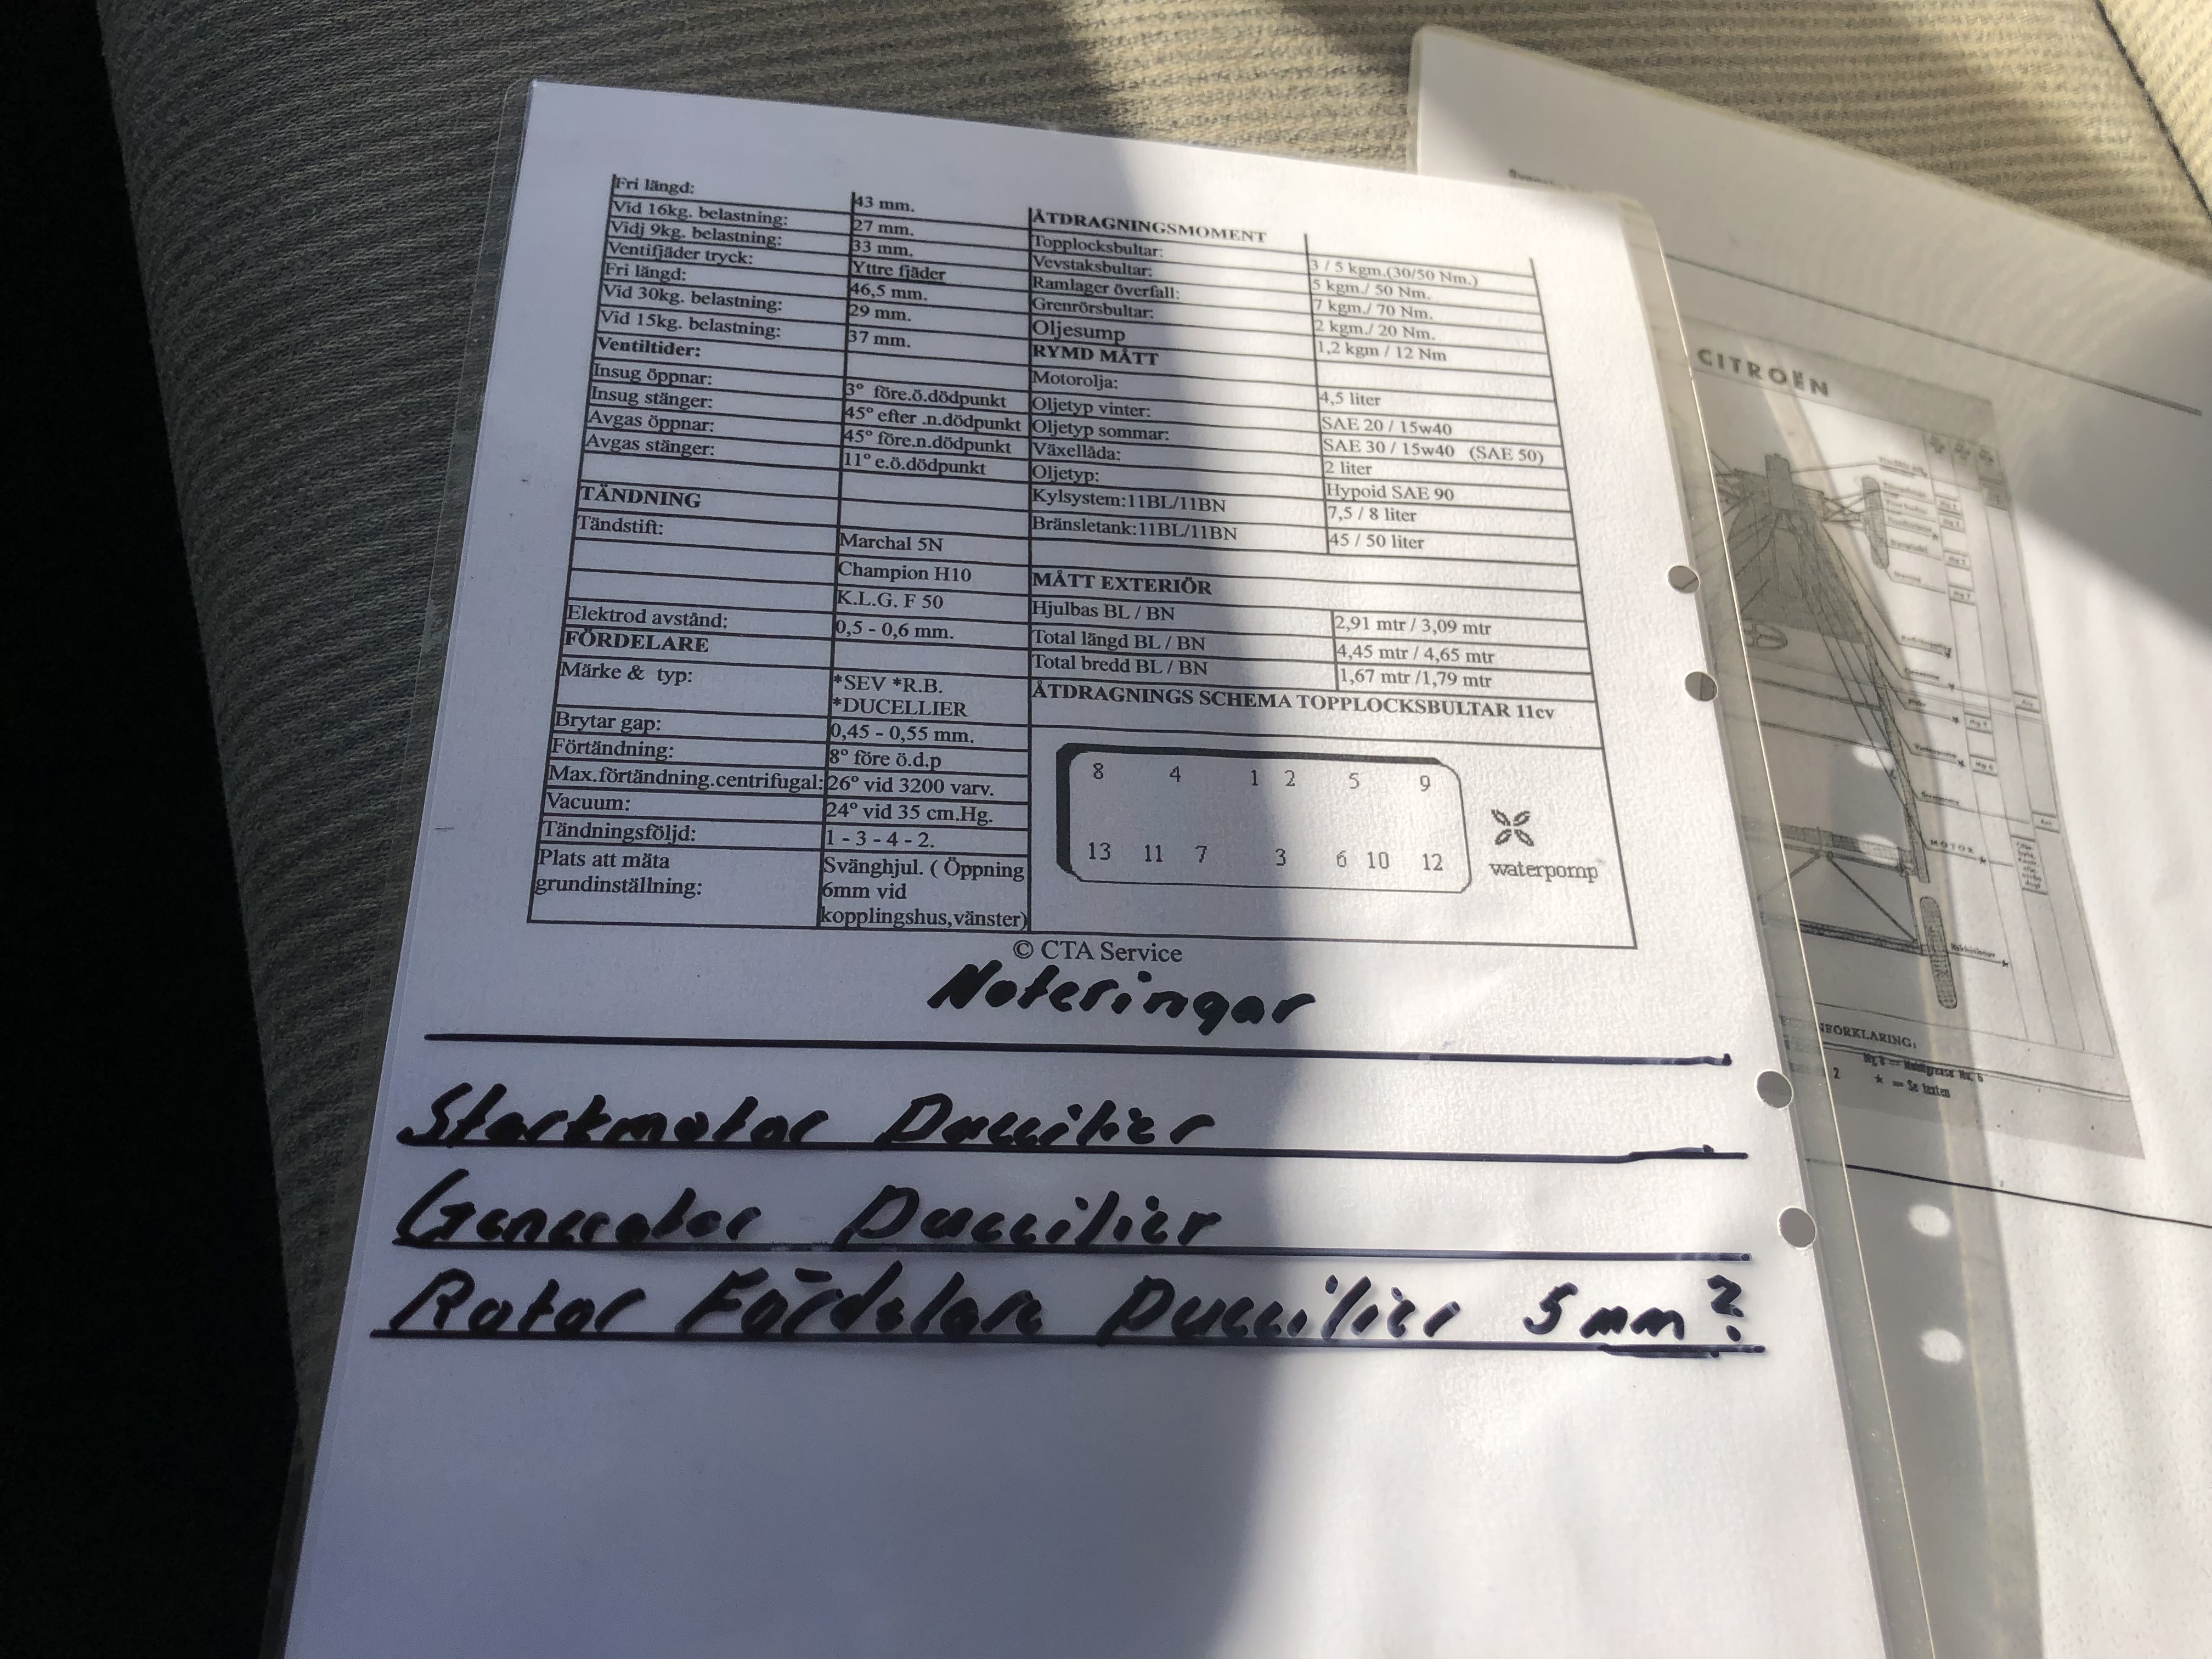 Fri längd: 43 mm.
Vid 16kg. belastning: 27 mm.
Vidj 9kg. belastning: 33 mm.
Ventifjäder tryck: Yttre fjäder
Fri längd: 46,5 mm.
Vid 30kg. belastning: 29 mm.
Vid 15kg. belastning: 37 mm.
Ventiltider:
Insug öppnar: 3° före.ö.dödpunkt
Insug stänger: 45° efter .n.dödpunkt
Avgas öppnar: 45° före.n.dödpunkt
Avgas stänger: 11° e.ö.dödpunkt
TÄNDNING
Tändstift: Marchal 5N
Champion H10
K.L.G. F 50
Elektrod avstånd: 0,5 - 0,6 mm.
FÖRDELARE
Märke & typ: *SEV *R.B.
*DUCELLIER
Brytar gap: 0,45 - 0,55 mm.
Förtändning: 8° före ö.d.p
Max.förtändning.centrifugal: 26° vid 3200 varv.
Vacuum: 24° vid 35 cm.Hg.
Tändningsföljd: 1 - 3 - 4 - 2.
Plats att mäta Svänghjul. ( Öppning
grundinställning: 6mm vid
kopplingshus,vänster)
ÅTDRAGNINGSMOMENT
Topplocksbultar: 3 / 5 kgm.(30/50 Nm.)
Vevstaksbultar: 5 kgm./ 50 Nm.
Ramlager överfall: 7 kgm./ 70 Nm.
Grenrörsbultar: 2 kgm./ 20 Nm.
Oljesump 1,2 kgm / 12 Nm
RYMD MÅTT
Motorolja: 4,5 liter
Oljetyp vinter: SAE 20 / 15w40
Oljetyp sommar: SAE 30 / 15w40 (SAE 50)
Växellåda: 2 liter
Oljetyp: Hypoid SAE 90
Kylsystem:11BL/11BN 7,5 / 8 liter
Bränsletank:11BL/11BN 45 / 50 liter
MÅTT EXTERIÖR
Hjulbas BL / BN 2,91 mtr / 3,09 mtr
Total längd BL / BN 4,45 mtr / 4,65 mtr
Total bredd BL / BN 1,67 mtr /1,79 mtr
ÅTDRAGNINGS SCHEMA TOPPLOCKSBULTAR 11cv
8 4 1 2 5 9
13 11 7 3 6 10 12
waterpomp
© CTA Service
Noteringar
Startmotor Duccilier
Generator Duccilier
Rotor Fördelare Duccilier 5 mm?
CITROËN
MOTOR
Se texten